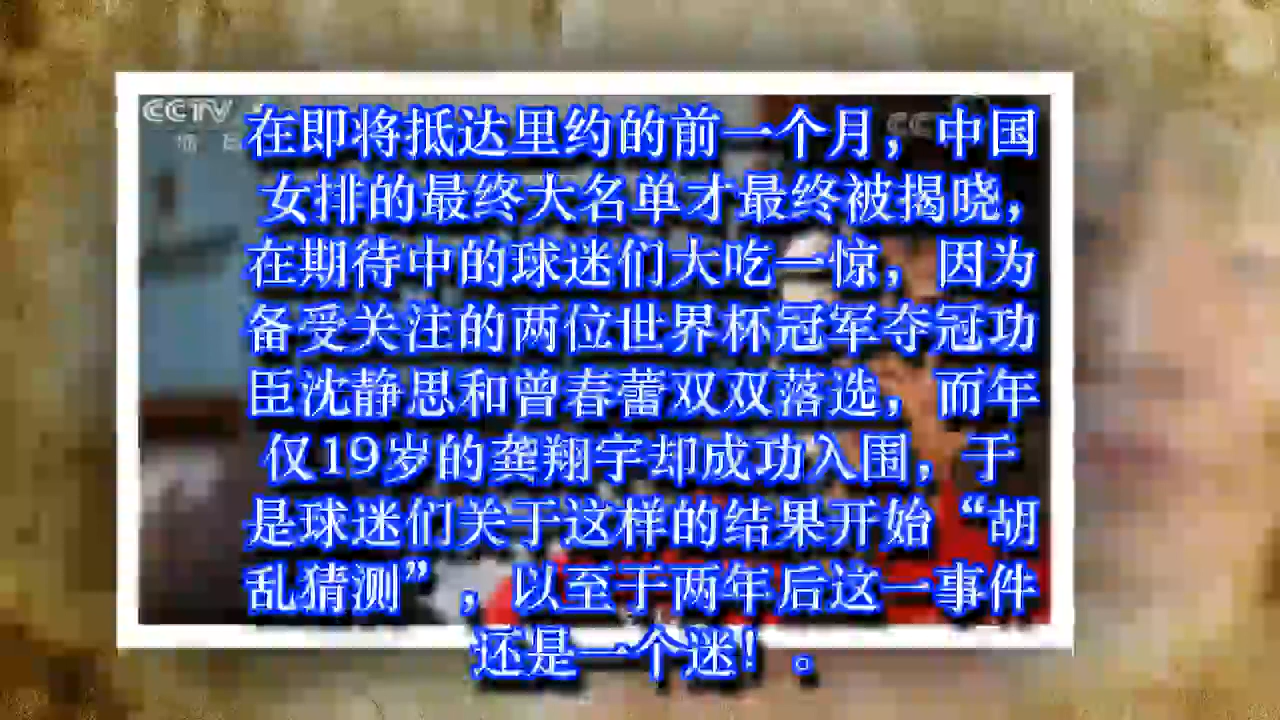 CCTV
在即将抵达里约的前一个月，中国
女排的最终大名单才最终被揭晓，
在期待中的球迷们大吃一惊，因为
备受关注的两位世界杯冠军夺冠功
臣沈静思和曾春蕾双双落选，而年
仅19岁的龚翔宇却成功入围，于
是球迷们关于这样的结果开始“胡
乱猜测”，以至于两年后这一事件
还是一个迷！。